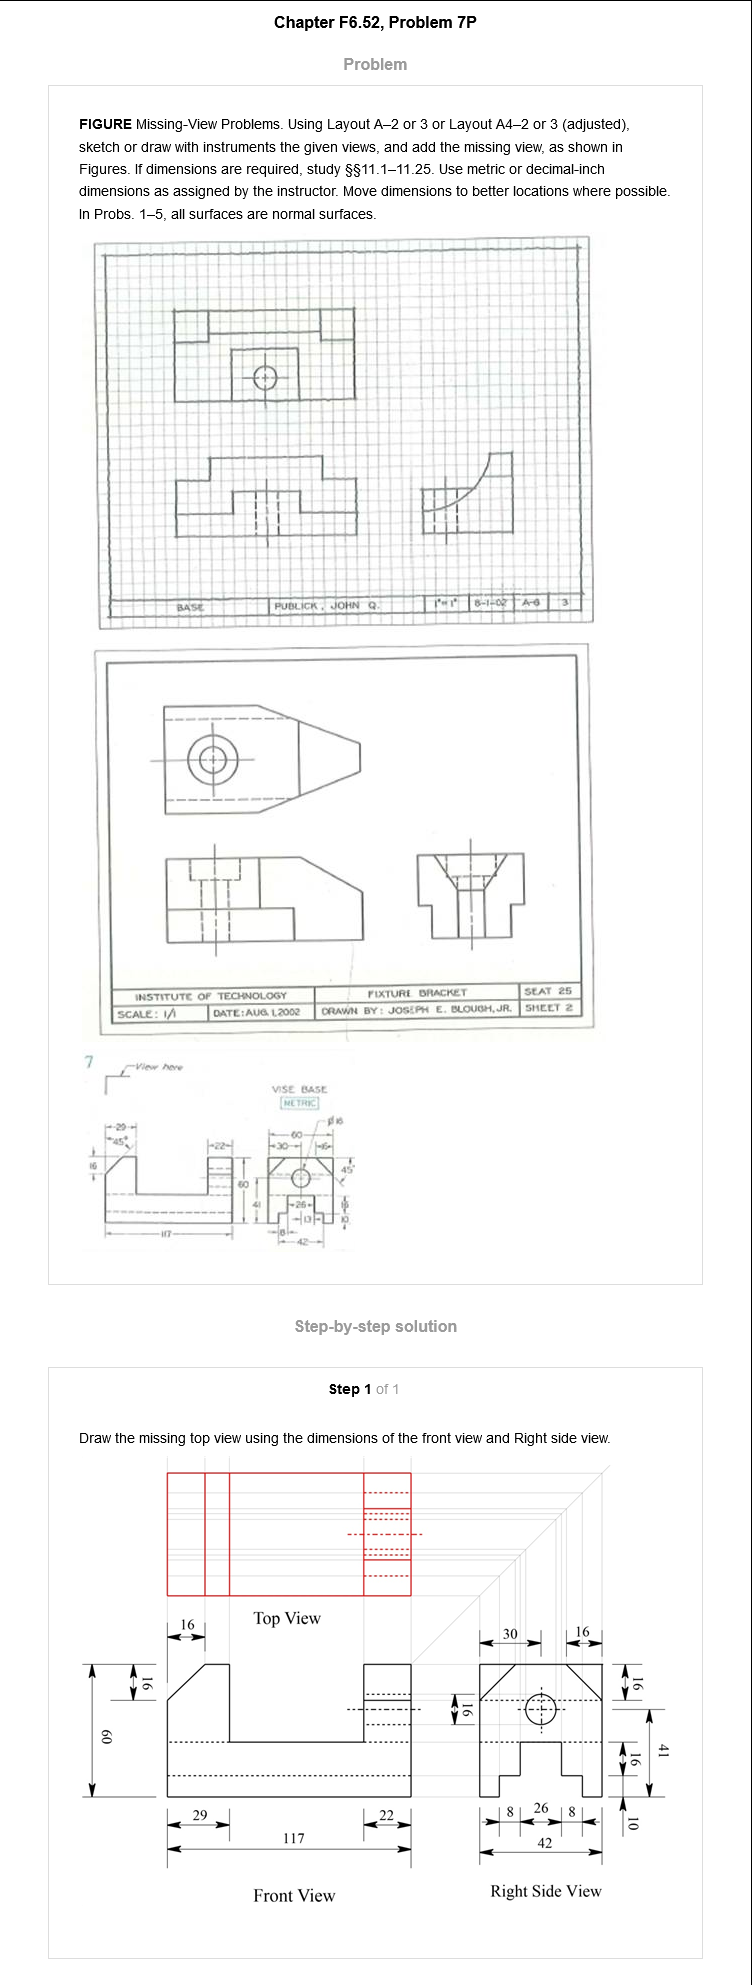 Chapter F6.52, Problem 7P
Problem
FIGURE Missing-View Problems. Using Layout A–2 or 3 or Layout A4–2 or 3 (adjusted),
sketch or draw with instruments the given views, and add the missing view, as shown in
Figures. If dimensions are required, study §§11.1–11.25. Use metric or decimal-inch
dimensions as assigned by the instructor. Move dimensions to better locations where possible.
In Probs. 1–5, all surfaces are normal surfaces.
BASE PUBLICK, JOHN Q. 1"=1" 8-1-02 A-6 3
INSTITUTE OF TECHNOLOGY FIXTURE BRACKET SEAT 25
SCALE: 1/1 DATE: AUG. 1, 2002 DRAWN BY: JOSEPH E. BLOUGH, JR. SHEET 2
7
View here
VISE BASE
METRIC
Ø16
29 60
45° 22 30 16
16 45°
60 41 26 16
13 10
117 8
42
Step-by-step solution
Step 1 of 1
Draw the missing top view using the dimensions of the front view and Right side view.
16 Top View
30 16
16 16
16
60 41
16
29 22 8 26 8
10
117 42
Front View Right Side View